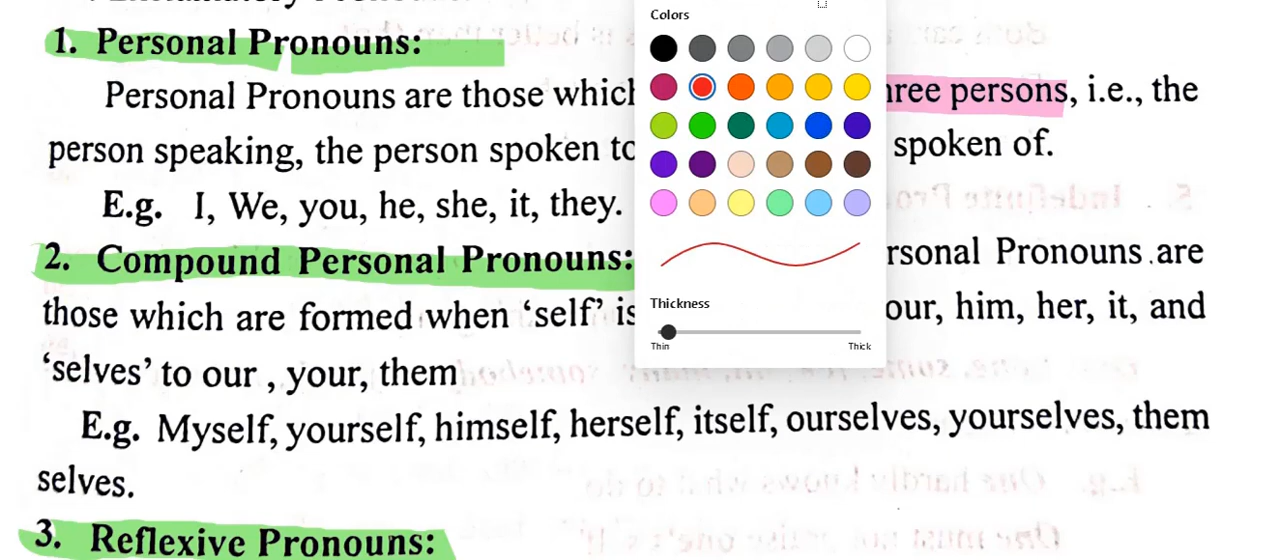 1. Personal Pronouns:
Colors
Personal Pronouns are those which
three persons, i.e., the
person speaking, the person spoken to
spoken of.
E.g. I, We, you, he, she, it, they.
2. Compound Personal Pronouns:
Personal Pronouns are
those which are formed when ‘self’ is
your, him, her, it, and
Thickness
Thin
Thick
‘selves’ to our , your, them
E.g. Myself, yourself, himself, herself, itself, ourselves, yourselves, them
selves.
3. Reflexive Pronouns: